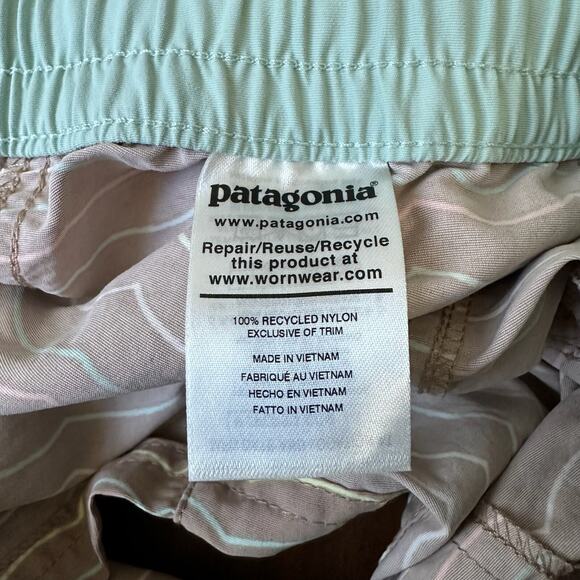 patagonia®
www.patagonia.com
Repair/Reuse/Recycle
this product at
www.wornwear.com
100% RECYCLED NYLON
EXCLUSIVE OF TRIM
MADE IN VIETNAM
FABRIQUÉ AU VIETNAM
HECHO EN VIETNAM
FATTO IN VIETNAM